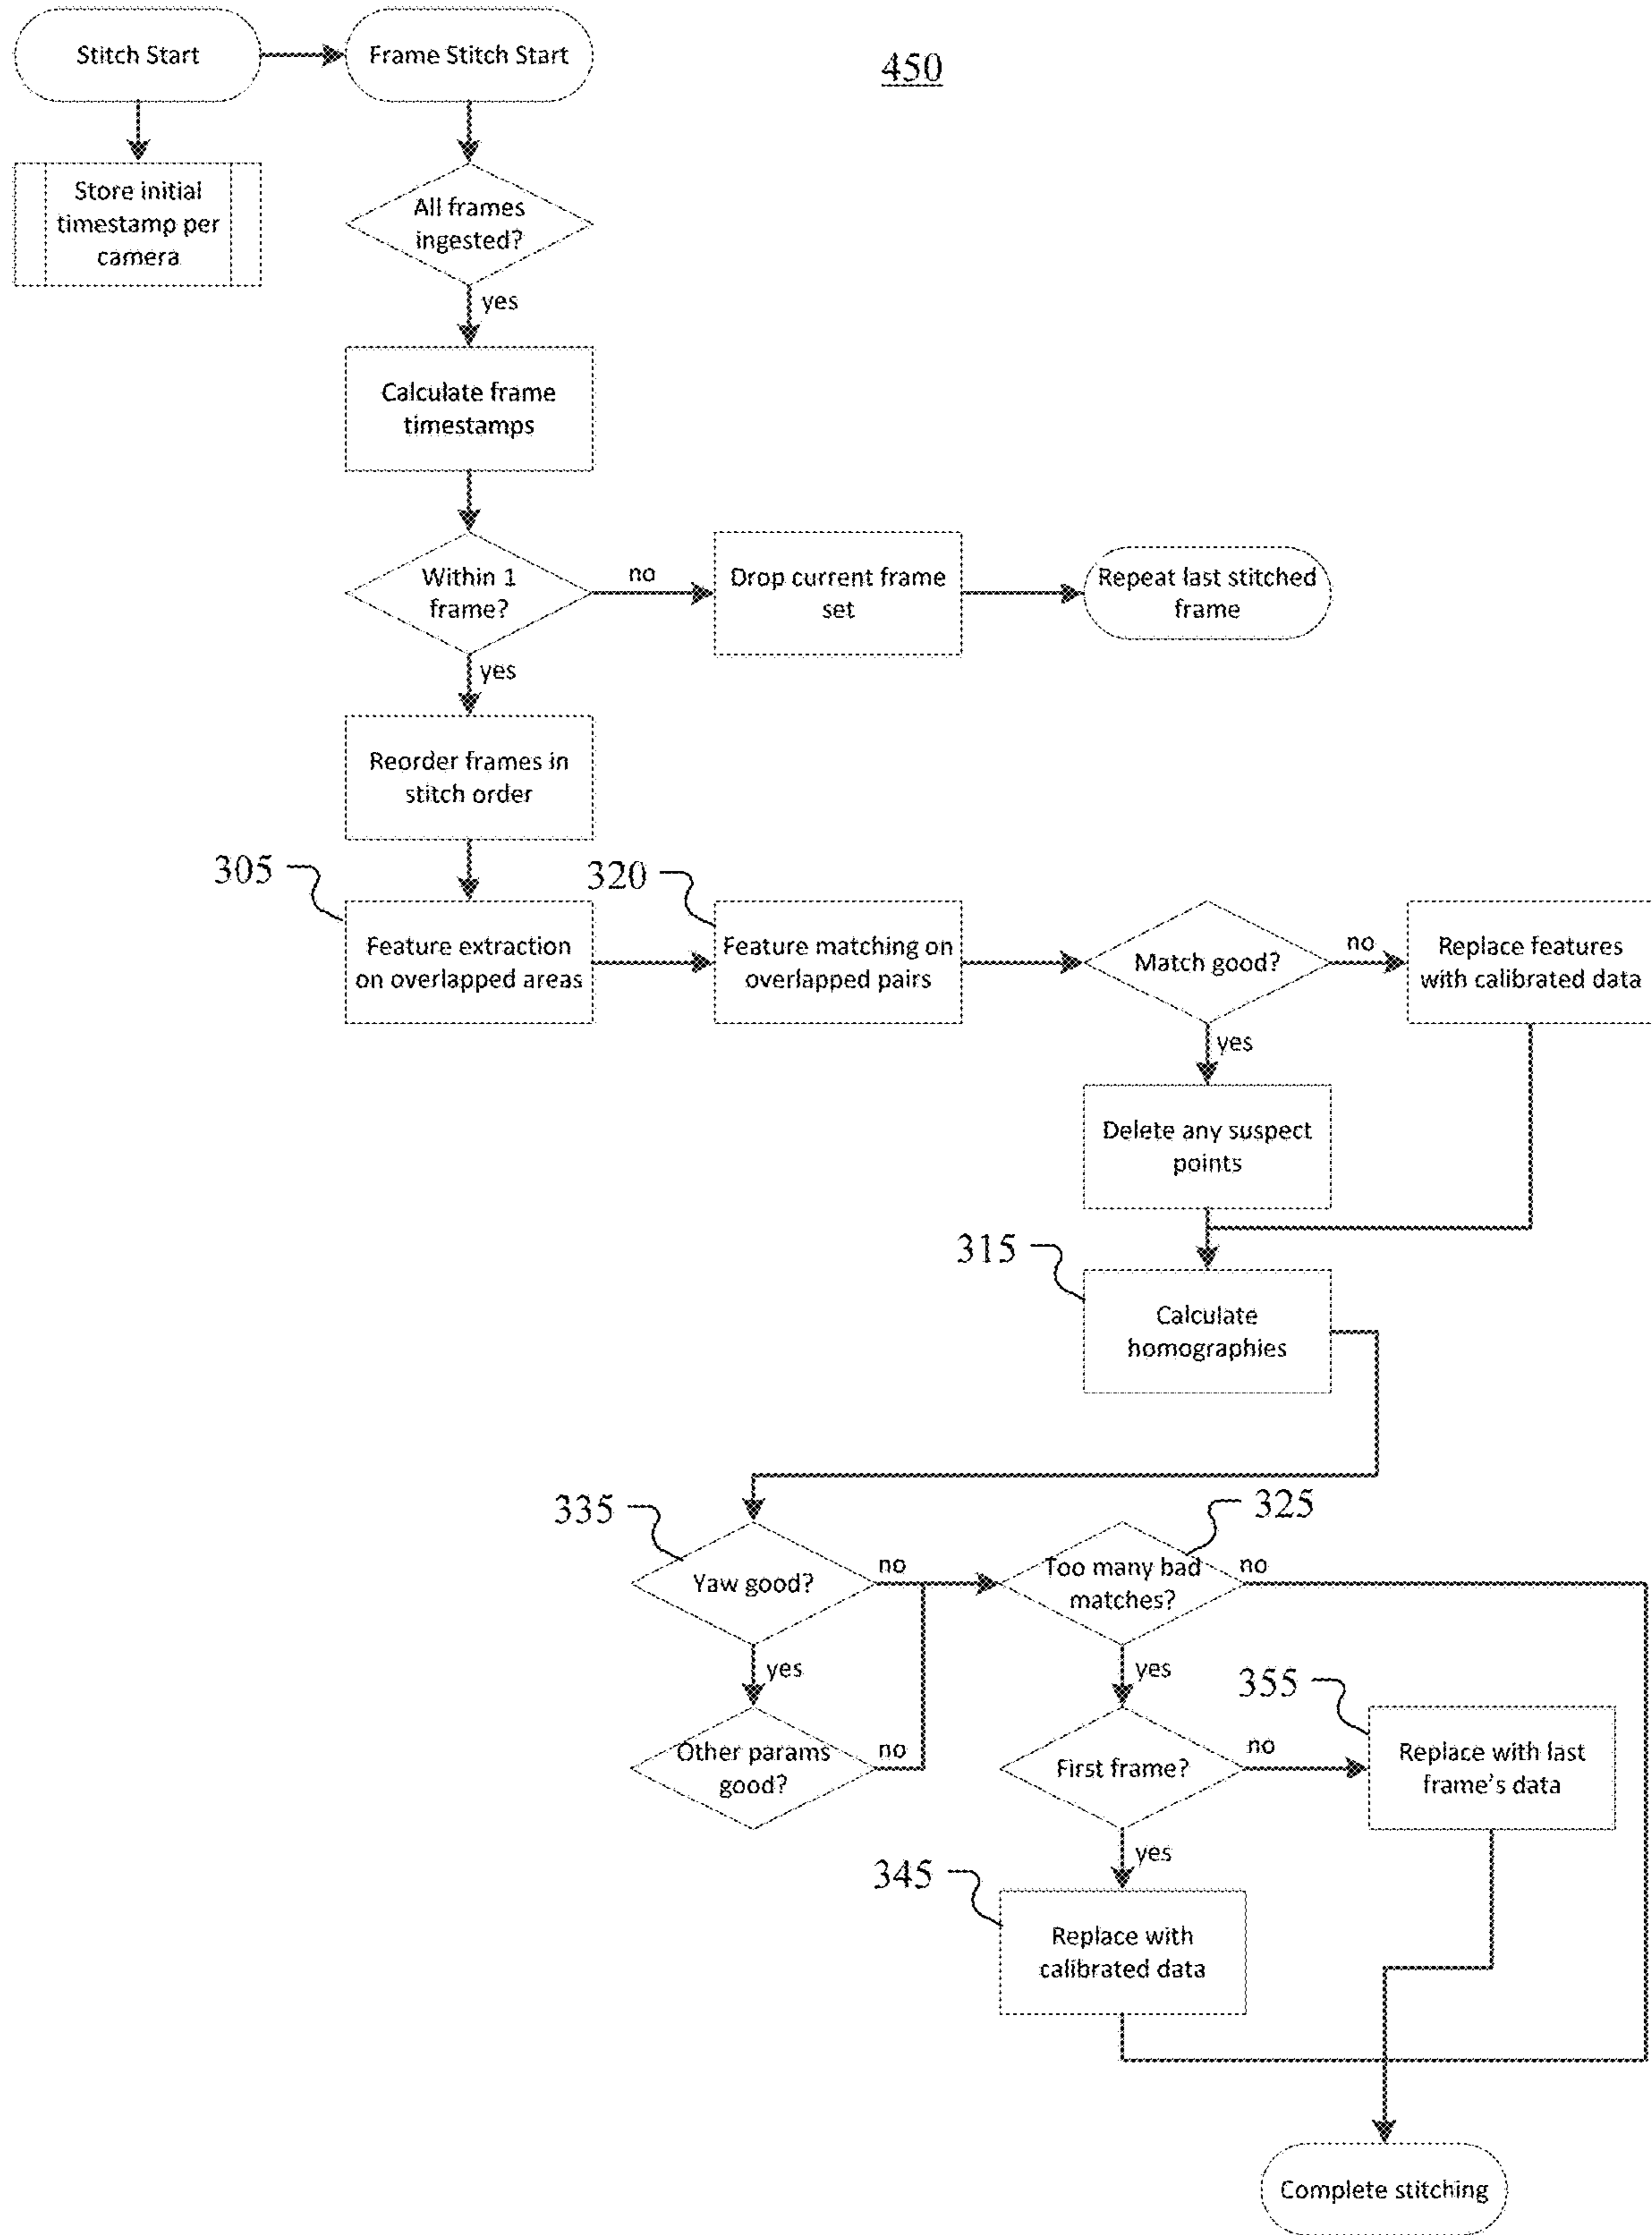 Stitch Start
Frame Stitch Start
450
Store initial
timestamp per
camera
All frames
ingested?
yes
Calculate frame
timestamps
Within 1
frame?
no
Drop current frame
set
Repeat last stitched
frame
yes
Reorder frames in
stitch order
305
320
Feature extraction
on overlapped areas
Feature matching on
overlapped pairs
Match good?
no
Replace features
with calibrated data
yes
Delete any suspect
points
315
Calculate
homographies
335
325
Yaw good?
no
Too many bad
matches?
no
yes
yes
355
Other params
good?
no
First frame?
no
Replace with last
frame's data
yes
345
Replace with
calibrated data
Complete stitching